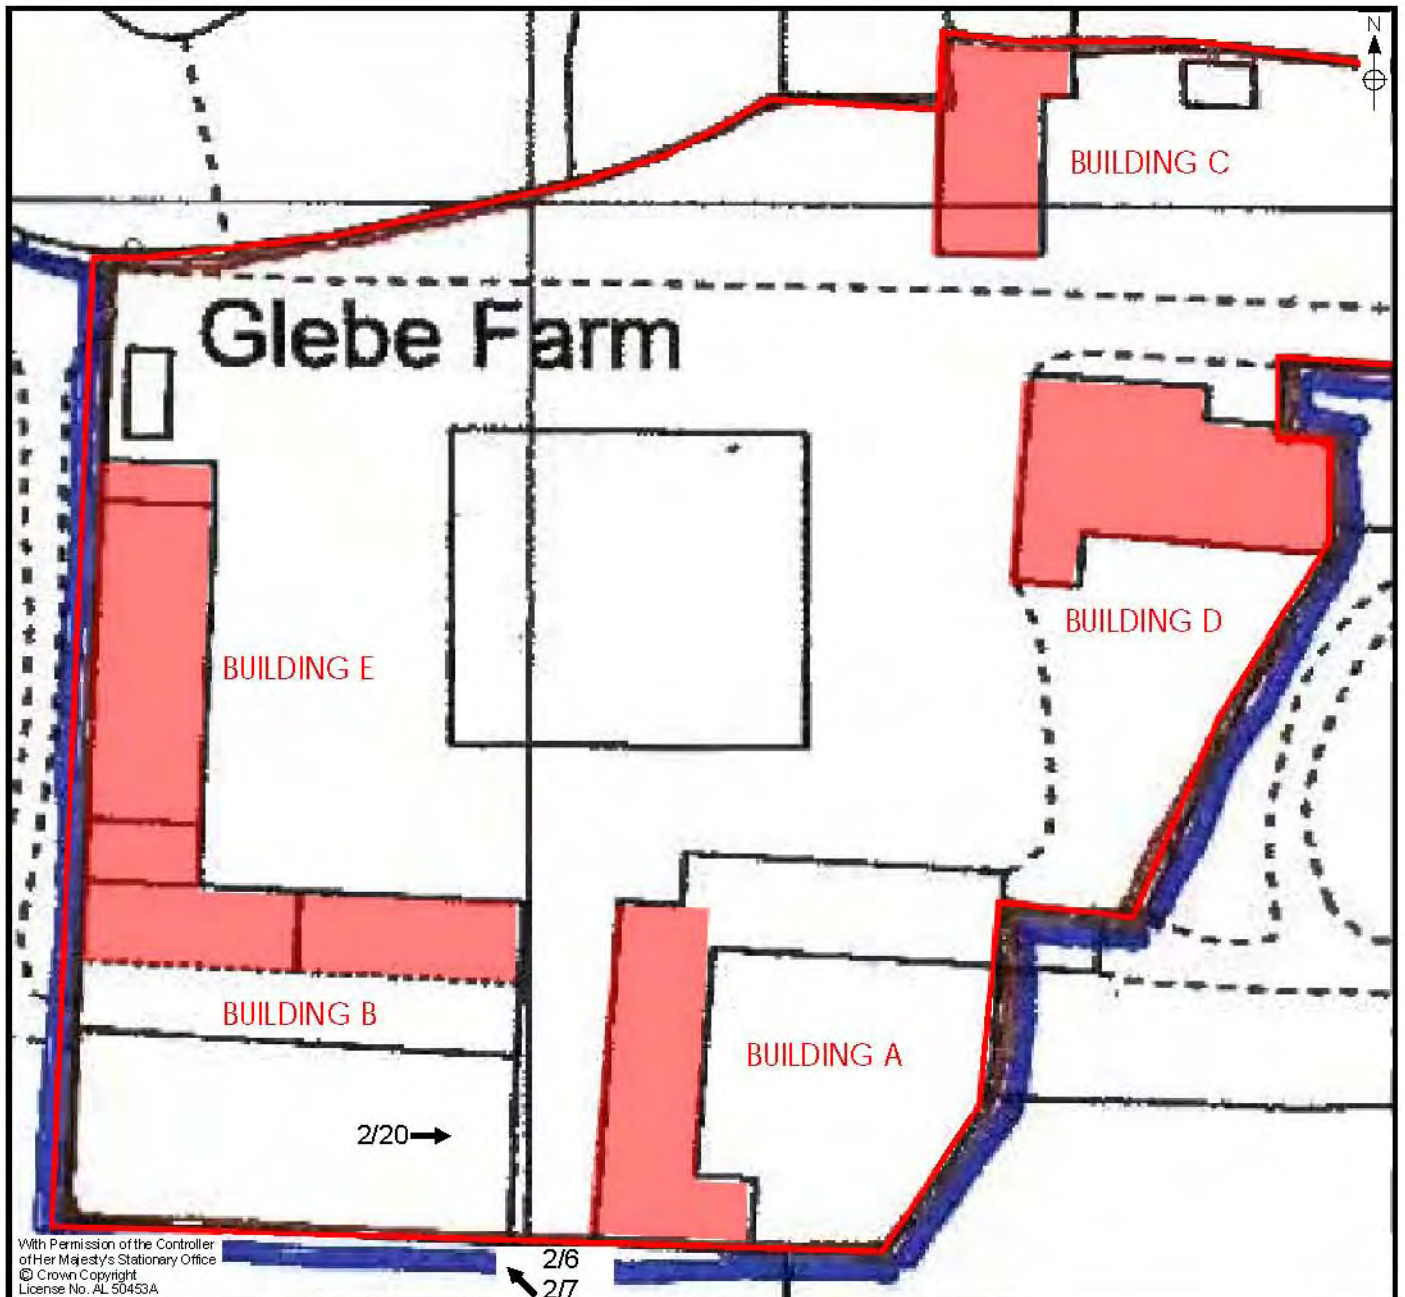 N
BUILDING C
Glebe Farm
BUILDING D
BUILDING E
BUILDING B
BUILDING A
2/20
With Permission of the Controller
of Her Majesty's Stationary Office
© Crown Copyright
License No. AL 50453A
2/6
2/7